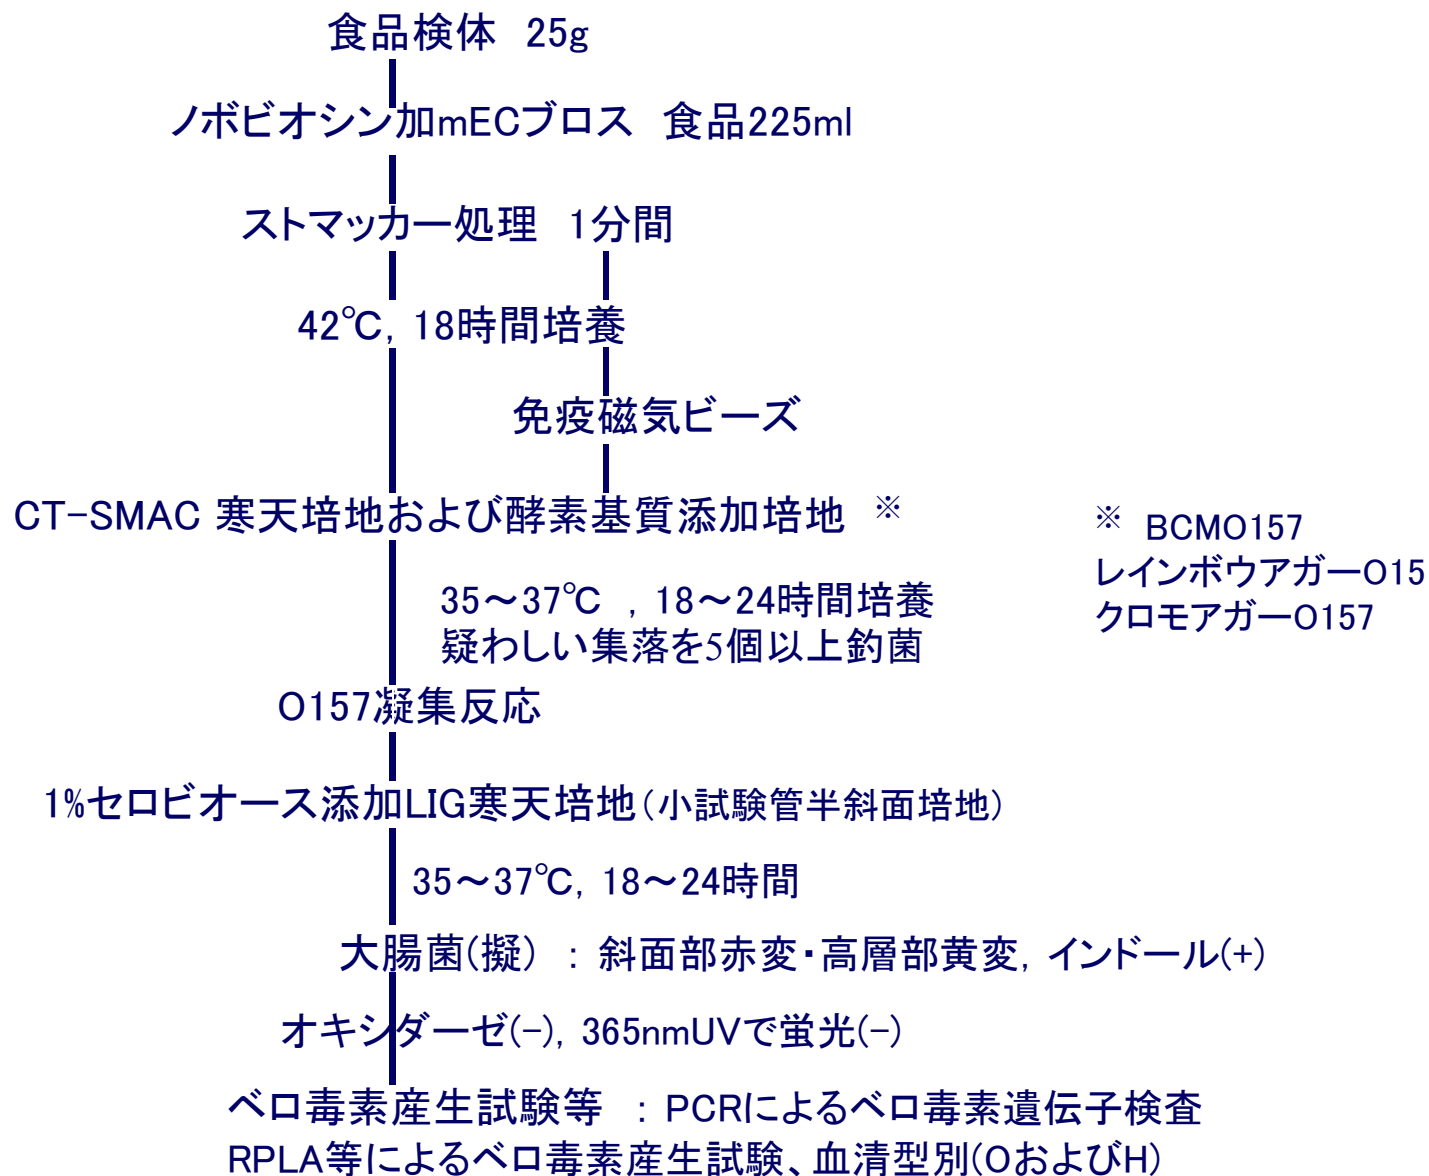 食品検体　25g
ノボビオシン加mECブロス　食品225ml
ストマッカー処理　1分間
42℃, 18時間培養
免疫磁気ビーズ
CT-SMAC 寒天培地および酵素基質添加培地 ※
※ BCMO157
レインボウアガーO15
クロモアガーO157
35～37℃ , 18～24時間培養
疑わしい集落を5個以上釣菌
O157凝集反応
1%セロビオース添加LIG寒天培地（小試験管半斜面培地）
35～37℃, 18～24時間
大腸菌(擬) : 斜面部赤変・高層部黄変, インドール(+)
オキシダーゼ(-), 365nmUVで蛍光(-)
ベロ毒素産生試験等 : PCRによるベロ毒素遺伝子検査
RPLA等によるベロ毒素産生試験、血清型別(OおよびH)